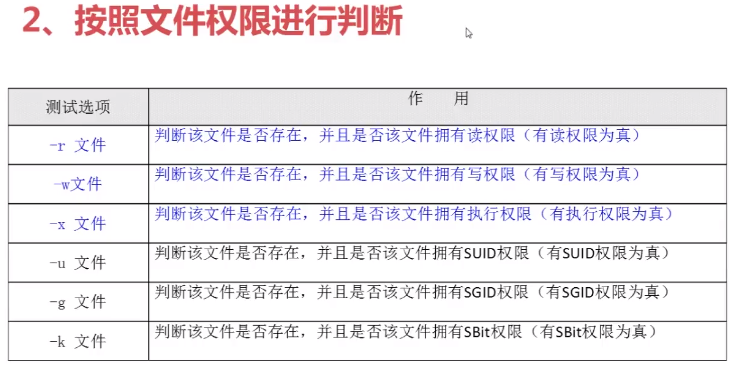 2、按照文件权限进行判断
测试选项 作 用
-r 文件 判断该文件是否存在，并且是否该文件拥有读权限（有读权限为真）
-w文件 判断该文件是否存在，并且是否该文件拥有写权限（有写权限为真）
-x 文件 判断该文件是否存在，并且是否该文件拥有执行权限（有执行权限为真）
-u 文件 判断该文件是否存在，并且是否该文件拥有SUID权限（有SUID权限为真）
-g 文件 判断该文件是否存在，并且是否该文件拥有SGID权限（有SGID权限为真）
-k 文件 判断该文件是否存在，并且是否该文件拥有SBit权限（有SBit权限为真）